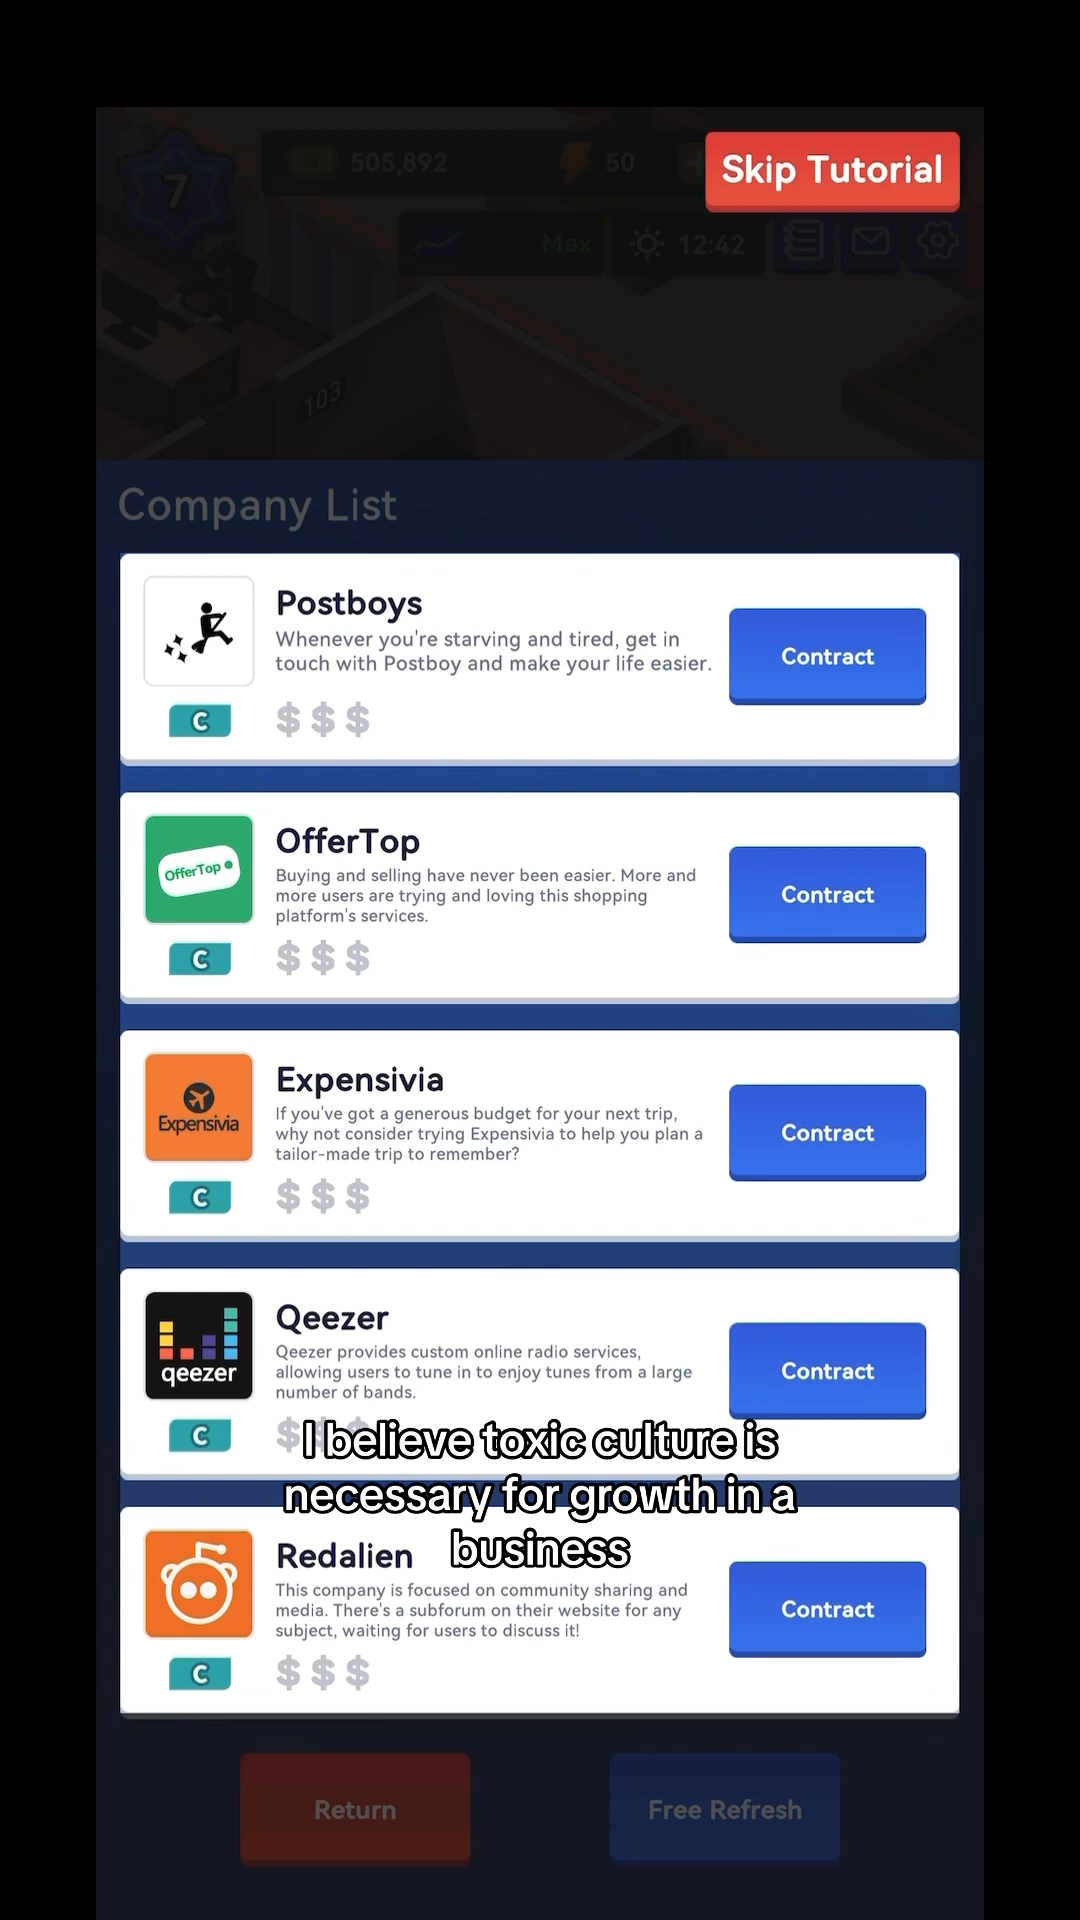 7
505,892
50
Skip Tutorial
Max
12:42
103
Company List
Postboys
Whenever you're starving and tired, get in
touch with Postboy and make your life easier.
Contract
C
$ $ $
OfferTop
OfferTop
Buying and selling have never been easier. More and
more users are trying and loving this shopping
platform's services.
Contract
C
$ $ $
Expensivia
Expensivia
If you've got a generous budget for your next trip,
why not consider trying Expensivia to help you plan a
tailor-made trip to remember?
Contract
C
$ $ $
Qeezer
qeezer
Qeezer provides custom online radio services,
allowing users to tune in to enjoy tunes from a large
number of bands.
Contract
C
$ $ $
I believe toxic culture is
necessary for growth in a
business
Redalien
This company is focused on community sharing and
media. There's a subforum on their website for any
subject, waiting for users to discuss it!
Contract
C
$ $ $
Return
Free Refresh